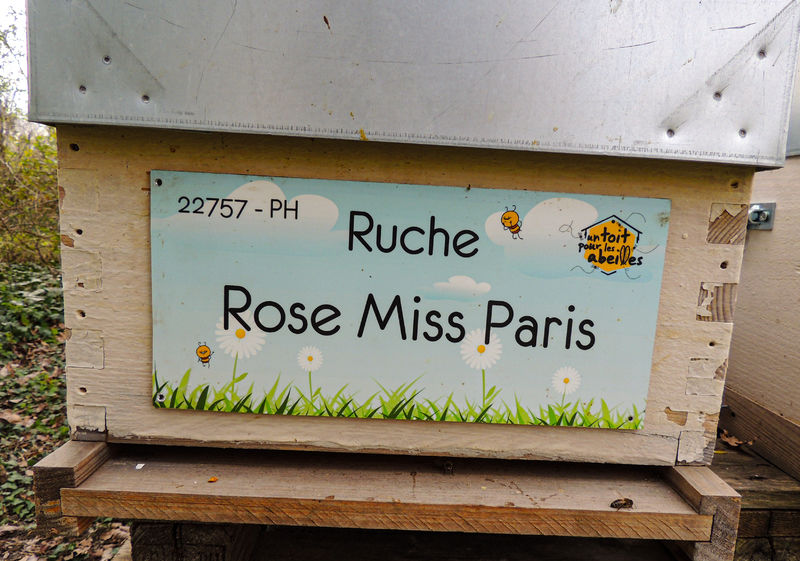 22757 - PH
Ruche
un toit
pour les
abeilles
Rose Miss Paris